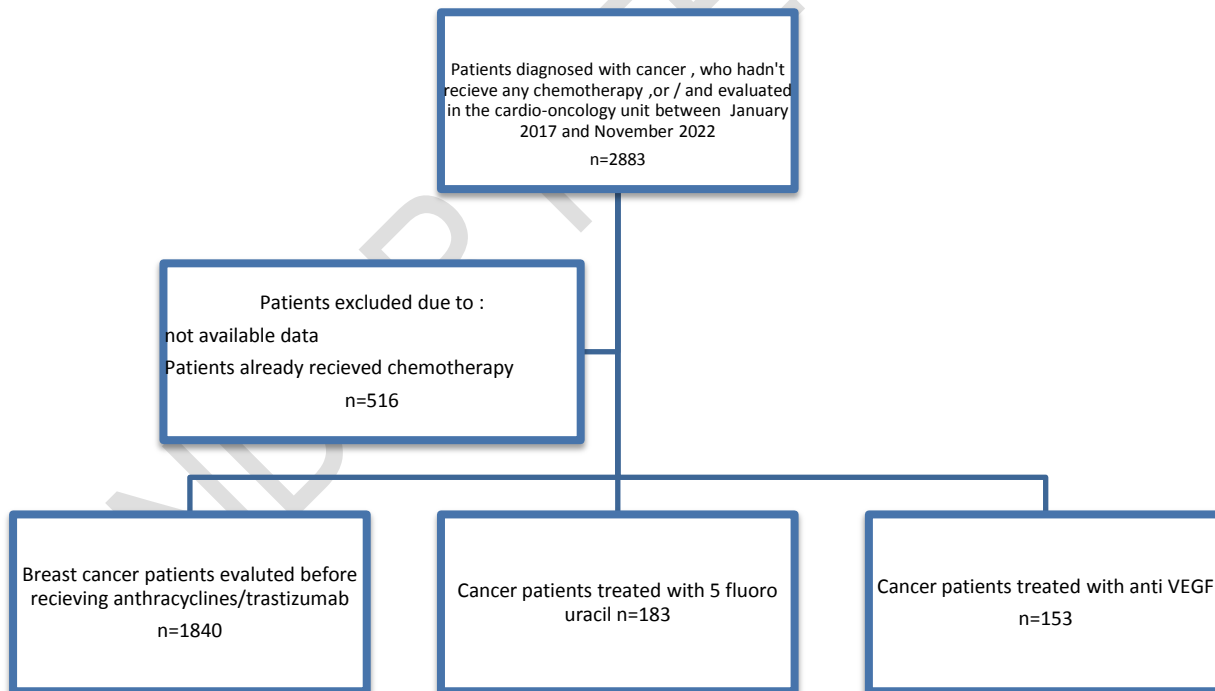 Patients diagnosed with cancer , who hadn't
recieve any chemotherapy ,or / and evaluated
in the cardio-oncology unit between January
2017 and November 2022
n=2883
Patients excluded due to :
not available data
Patients already recieved chemotherapy
n=516
Breast cancer patients evaluted before
recieving anthracyclines/trastizumab
n=1840
Cancer patients treated with 5 fluoro
uracil n=183
Cancer patients treated with anti VEGF
n=153